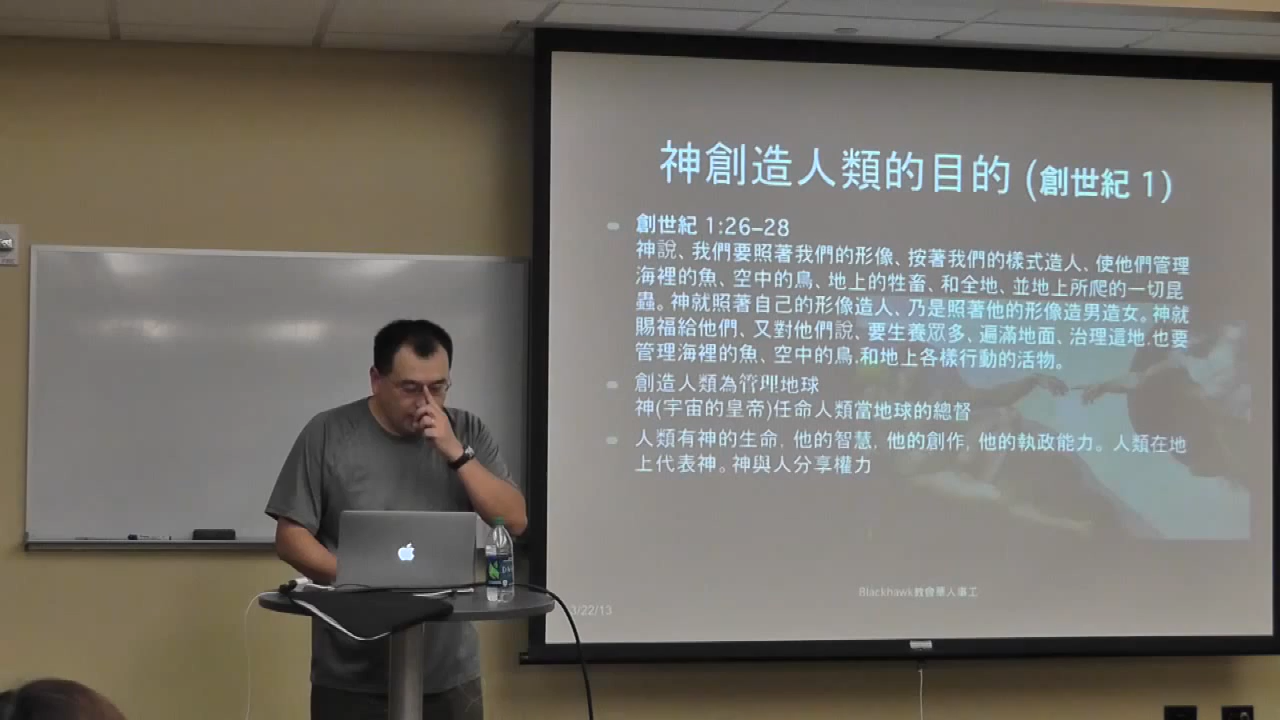 神創造人類的目的 (創世紀 1)
創世紀 1:26-28
神說、我們要照著我們的形像、按著我們的樣式造人、使他們管理
海裡的魚、空中的鳥、地上的牲畜、和全地、並地上所爬的一切昆
蟲。神就照著自己的形像造人、乃是照著他的形像造男造女。神就
賜福給他們、又對他們說、要生養眾多、遍滿地面、治理這地.也要
管理海裡的魚、空中的鳥.和地上各樣行動的活物。
創造人類為管理地球
神(宇宙的皇帝)任命人類當地球的總督
人類有神的生命, 他的智慧, 他的創作, 他的執政能力。人類在地
上代表神。神與人分享權力
Blackhawk教會華人事工
/22/13